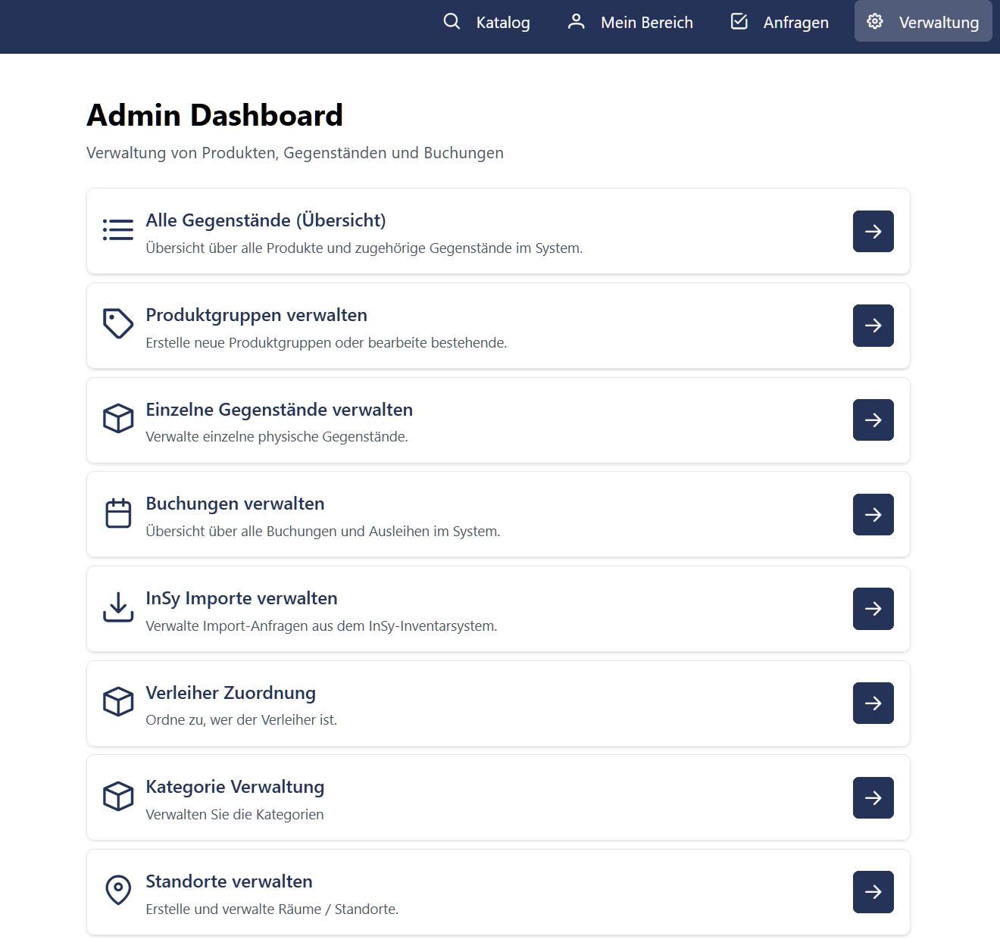 Katalog Mein Bereich Anfragen Verwaltung
Admin Dashboard
Verwaltung von Produkten, Gegenständen und Buchungen
Alle Gegenstände (Übersicht)
Übersicht über alle Produkte und zugehörige Gegenstände im System.
Produktgruppen verwalten
Erstelle neue Produktgruppen oder bearbeite bestehende.
Einzelne Gegenstände verwalten
Verwalte einzelne physische Gegenstände.
Buchungen verwalten
Übersicht über alle Buchungen und Ausleihen im System.
InSy Importe verwalten
Verwalte Import-Anfragen aus dem InSy-Inventarsystem.
Verleiher Zuordnung
Ordne zu, wer der Verleiher ist.
Kategorie Verwaltung
Verwalten Sie die Kategorien
Standorte verwalten
Erstelle und verwalte Räume / Standorte.